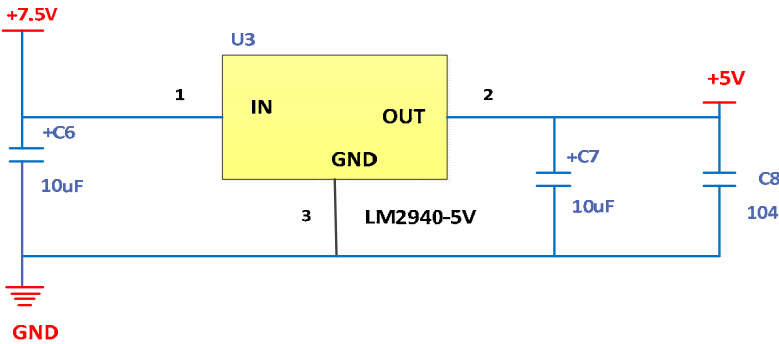 +7.5V
U3
+5V
1
IN
OUT
2
+C6
GND
+C7
10uF
C8
10uF
3
LM2940-5V
104
GND